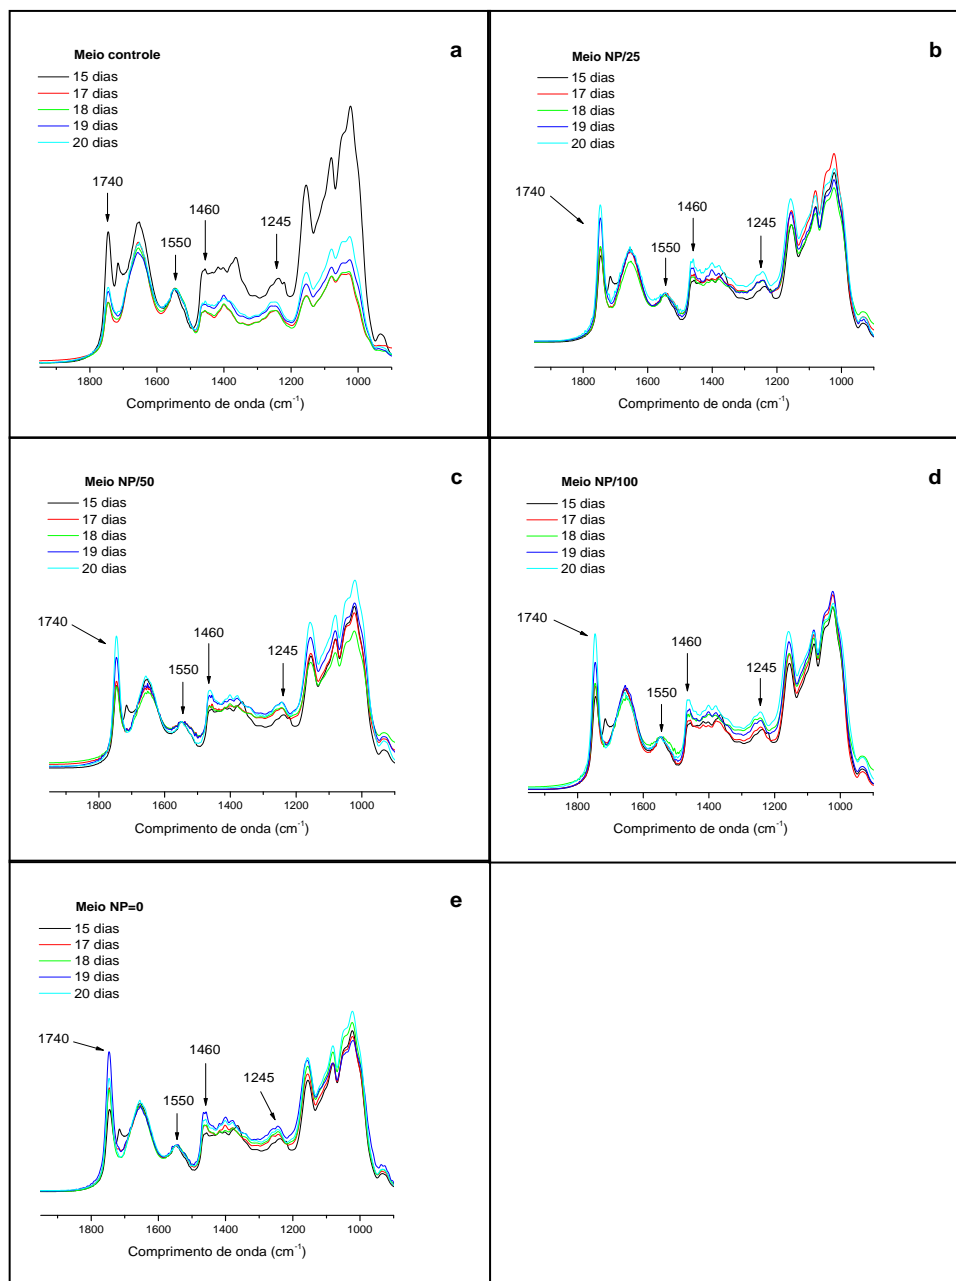 Meio controle
a
15 dias
17 dias
18 dias
19 dias
20 dias
1740
1550
1460
1245
1800 1600 1400 1200 1000
Comprimento de onda (cm-1)
Meio NP/25
b
15 dias
17 dias
18 dias
19 dias
20 dias
1740
1550
1460
1245
1800 1600 1400 1200 1000
Comprimento de onda (cm-1)
Meio NP/50
c
15 dias
17 dias
18 dias
19 dias
20 dias
1740
1550
1460
1245
1800 1600 1400 1200 1000
Comprimento de onda (cm-1)
Meio NP/100
d
15 dias
17 dias
18 dias
19 dias
20 dias
1740
1550
1460
1245
1800 1600 1400 1200 1000
Comprimento de onda (cm-1)
Meio NP=0
e
15 dias
17 dias
18 dias
19 dias
20 dias
1740
1550
1460
1245
1800 1600 1400 1200 1000
Comprimento de onda (cm-1)